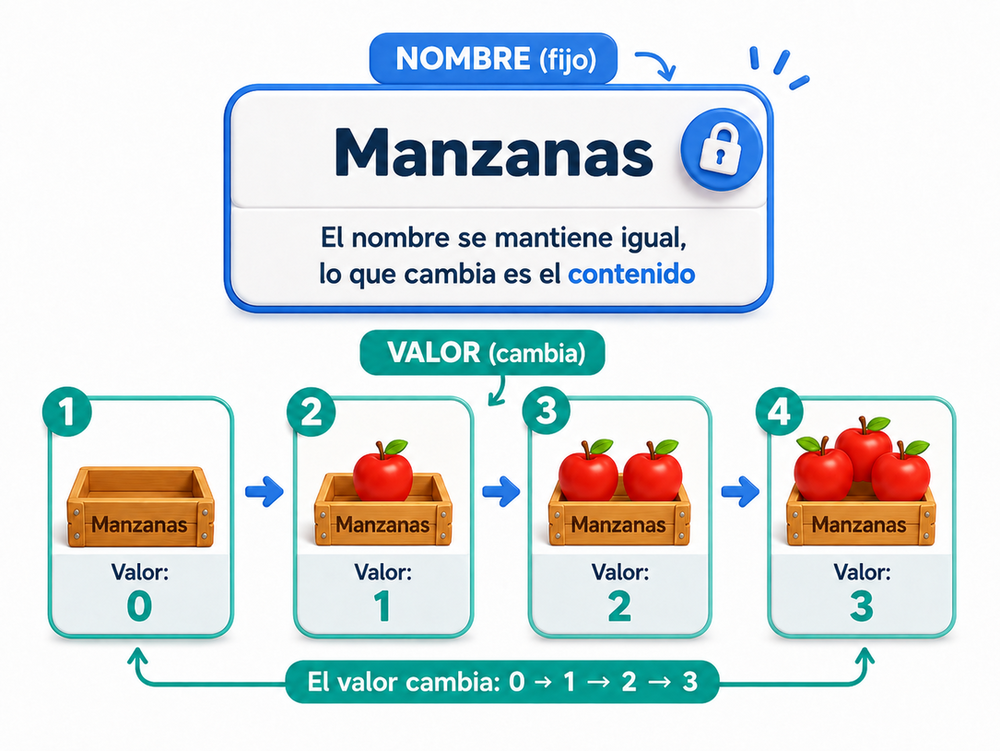 NOMBRE (fijo)
Manzanas
El nombre se mantiene igual,
lo que cambia es el contenido
VALOR (cambia)
1
Manzanas
Valor:
0
2
Manzanas
Valor:
1
3
Manzanas
Valor:
2
4
Manzanas
Valor:
3
El valor cambia: 0 → 1 → 2 → 3